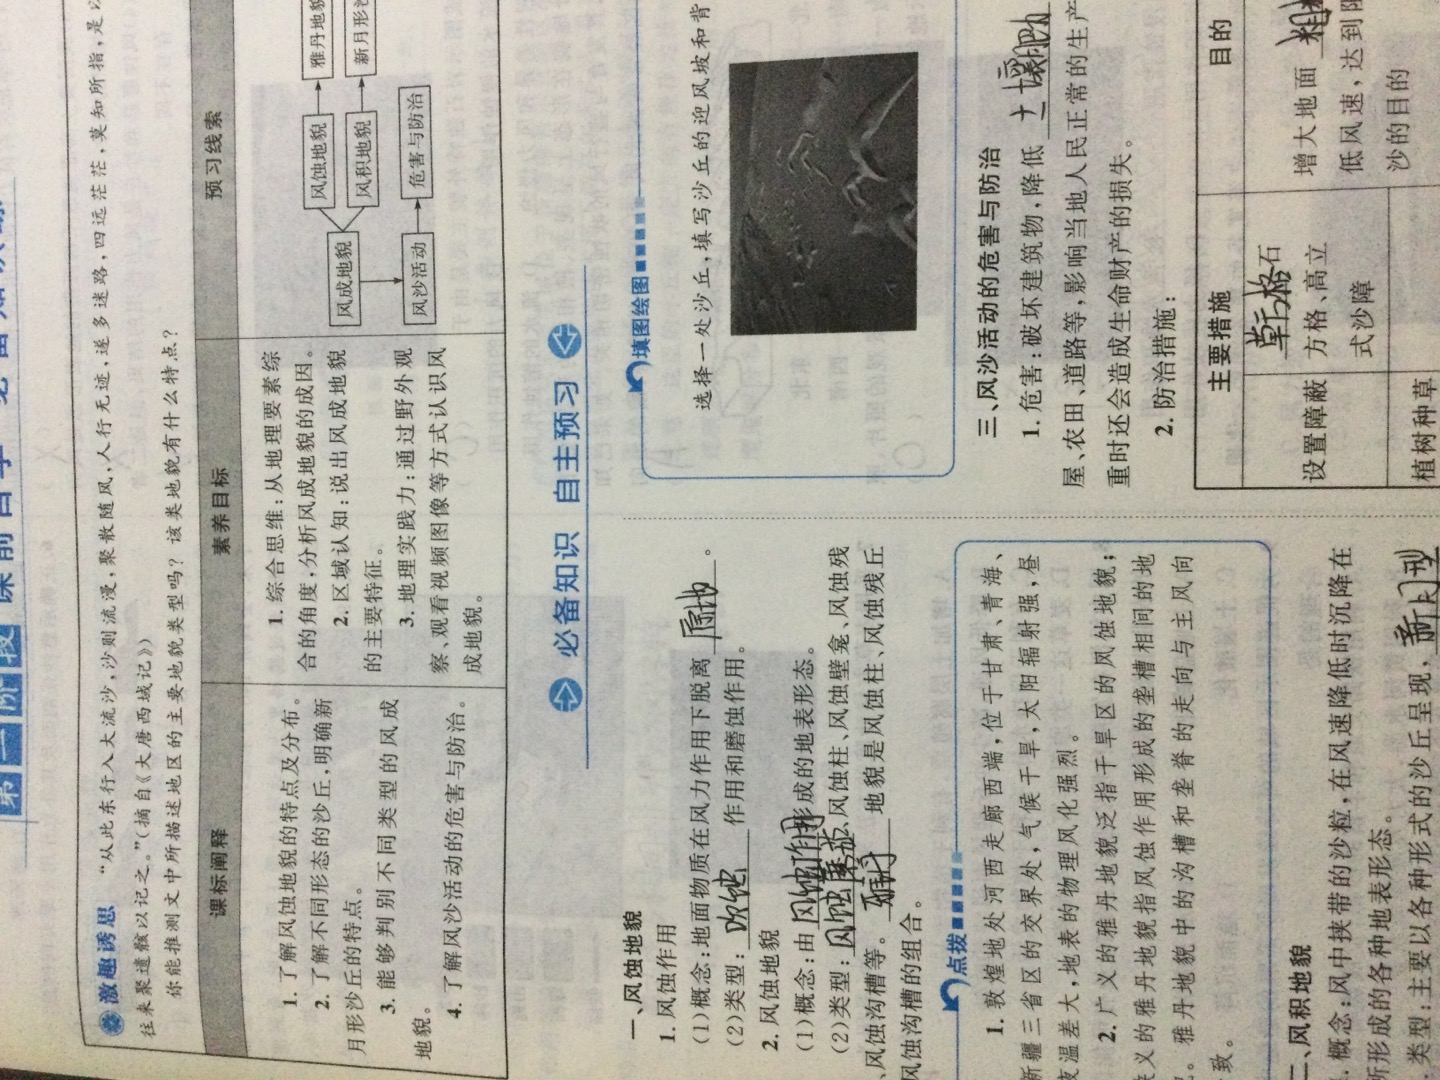 激趣诱思
“从此东行入大流沙,沙则流漫,聚散随风,人行无迹,遂多迷路,四远茫茫,莫知所指,是以
往来聚遗骸以记之。”(摘自《大唐西域记》)
你能推测文中所描述地区的主要地貌类型吗?该类地貌有什么特点?
课标阐释
1.了解风蚀地貌的特点及分布。
2.了解不同形态的沙丘,明确新
月形沙丘的特点。
3.能够判别不同类型的风成
地貌。
4.了解风沙活动的危害与防治。
素养目标
1.综合思维:从地理要素综
合的角度,分析风成地貌的成因。
2.区域认知:说出风成地貌
的主要特征。
3.地理实践力:通过野外观
察、观看视频图像等方式认识风
成地貌。
预习线索
风成地貌
风蚀地貌
雅丹地貌
风积地貌
新月形沙
风沙活动
危害与防治
必备知识 自主预习
一、风蚀地貌
1.风蚀作用
(1)概念:地面物质在风力作用下脱离 原地 。
(2)类型: 吹蚀 作用和磨蚀作用。
2.风蚀地貌
(1)概念:由 风蚀作用 形成的地表形态。
(2)类型: 风蚀蘑菇 、风蚀柱、风蚀壁龛、风蚀残
、风蚀沟槽等。 雅丹 地貌是风蚀柱、风蚀残丘
风蚀沟槽的组合。
点拨
1.敦煌地处河西走廊西端,位于甘肃、青海、
新疆三省区的交界处,气候干旱,太阳辐射强,昼
夜温差大,地表的物理风化强烈。
2.广义的雅丹地貌泛指干旱区的风蚀地貌;
狭义的雅丹地貌指风蚀作用形成的垄槽相间的地
。雅丹地貌中的沟槽和垄脊的走向与主风向
致。
二、风积地貌
概念:风中挟带的沙粒,在风速降低时沉降在
所形成的各种地表形态。
类型:主要以各种形式的沙丘呈现, 新月型
填图绘图
选择一处沙丘,填写沙丘的迎风坡和背
三、风沙活动的危害与防治
1.危害:破坏建筑物,降低 土壤肥力
屋、农田、道路等,影响当地人民正常的生产
重时还会造成生命财产的损失。
2.防治措施:
主要措施
目的
设置障蔽
草格 石
方格、高立
式沙障
增大地面 粗
低风速,达到阻
沙的目的
植树种草